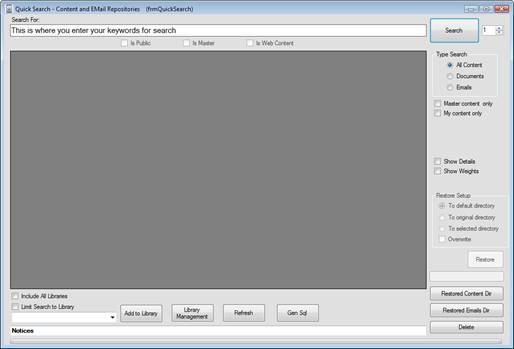 Quick Search - Content and EMail Repositories (frmQuickSearch)
Search For:
This is where you enter your keywords for search
Search
1
Is Public
Is Master
Is Web Content
Type Search
All Content
Documents
Emails
Master content only
My content only
Show Details
Show Weights
Restore Setup
To default directory
To original directory
To selected directory
Overwrite
Restore
Include All Libraries
Limit Search to Library
Add to Library
Library
Management
Refresh
Gen Sql
Restored Content Dir
Restored Emails Dir
Delete
Notices